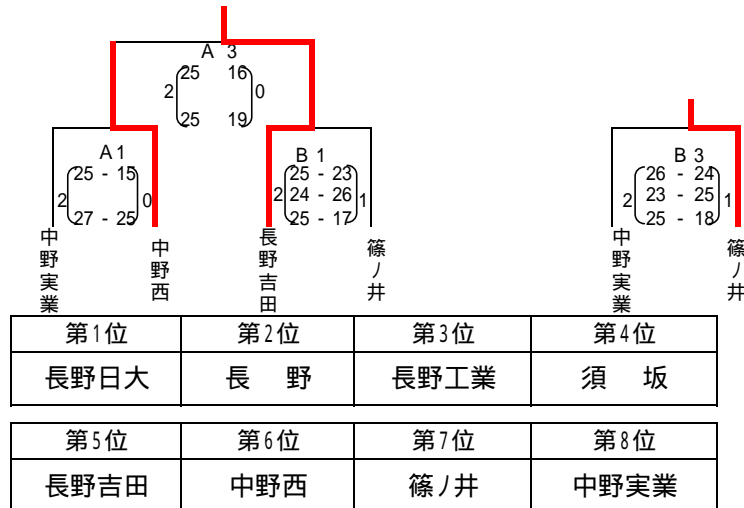 A 3
25 16
2 0
25 19
A 1
25 - 15
2 0
27 - 25
B 1
25 - 23
2 24 - 26 1
25 - 17
B 3
26 - 24
2 23 - 25 1
25 - 18
中野実業
中野西
長野吉田
篠ノ井
中野実業
篠ノ井
第1位 第2位 第3位 第4位
長野日大 長 野 長野工業 須 坂
第5位 第6位 第7位 第8位
長野吉田 中野西 篠ノ井 中野実業